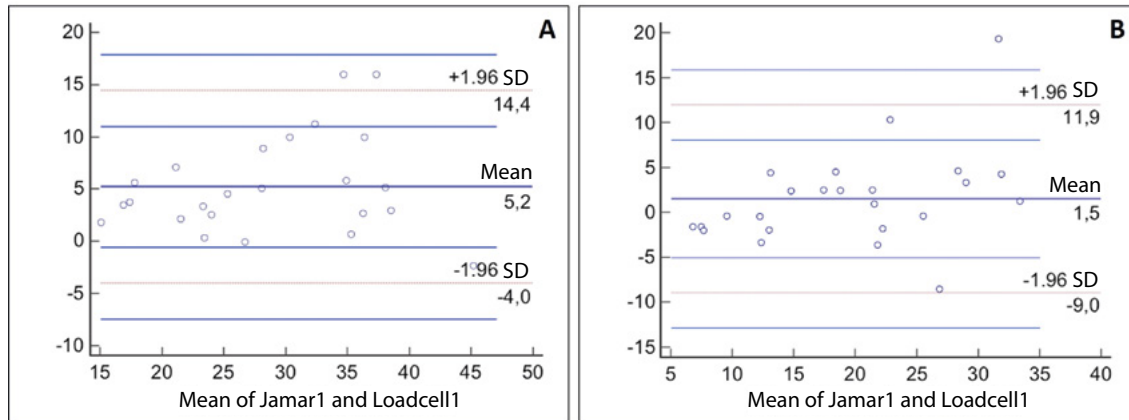 A
20
15
10
5
0
-5
-10
+1.96 SD
14,4
Mean
5,2
-1.96 SD
-4,0
15 20 25 30 35 40 45 50
Mean of Jamar1 and Loadcell1
B
20
15
10
5
0
-5
-10
-15
+1.96 SD
11,9
Mean
1,5
-1.96 SD
-9,0
5 10 15 20 25 30 35 40
Mean of Jamar1 and Loadcell1